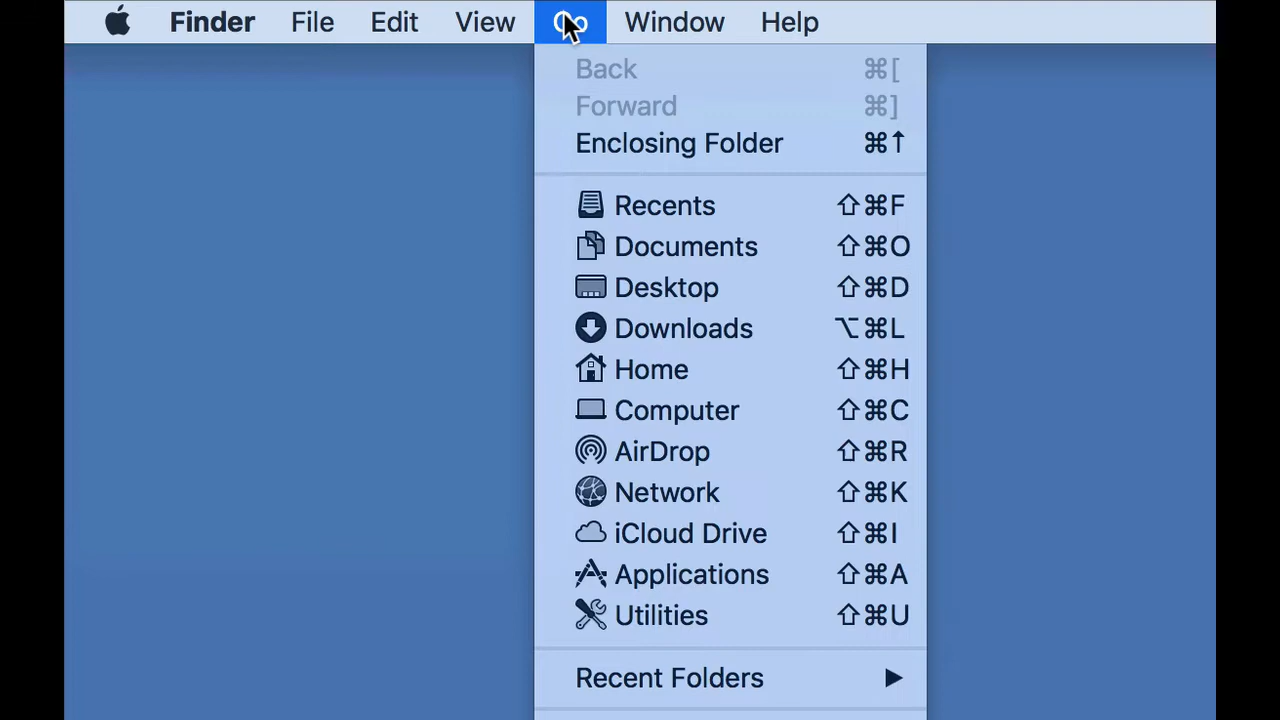 Finder File Edit View Go Window Help
Back ⌘[
Forward ⌘]
Enclosing Folder ⌘↑
Recents ⇧⌘F
Documents ⇧⌘O
Desktop ⇧⌘D
Downloads ⌥⌘L
Home ⇧⌘H
Computer ⇧⌘C
AirDrop ⇧⌘R
Network ⇧⌘K
iCloud Drive ⇧⌘I
Applications ⇧⌘A
Utilities ⇧⌘U
Recent Folders